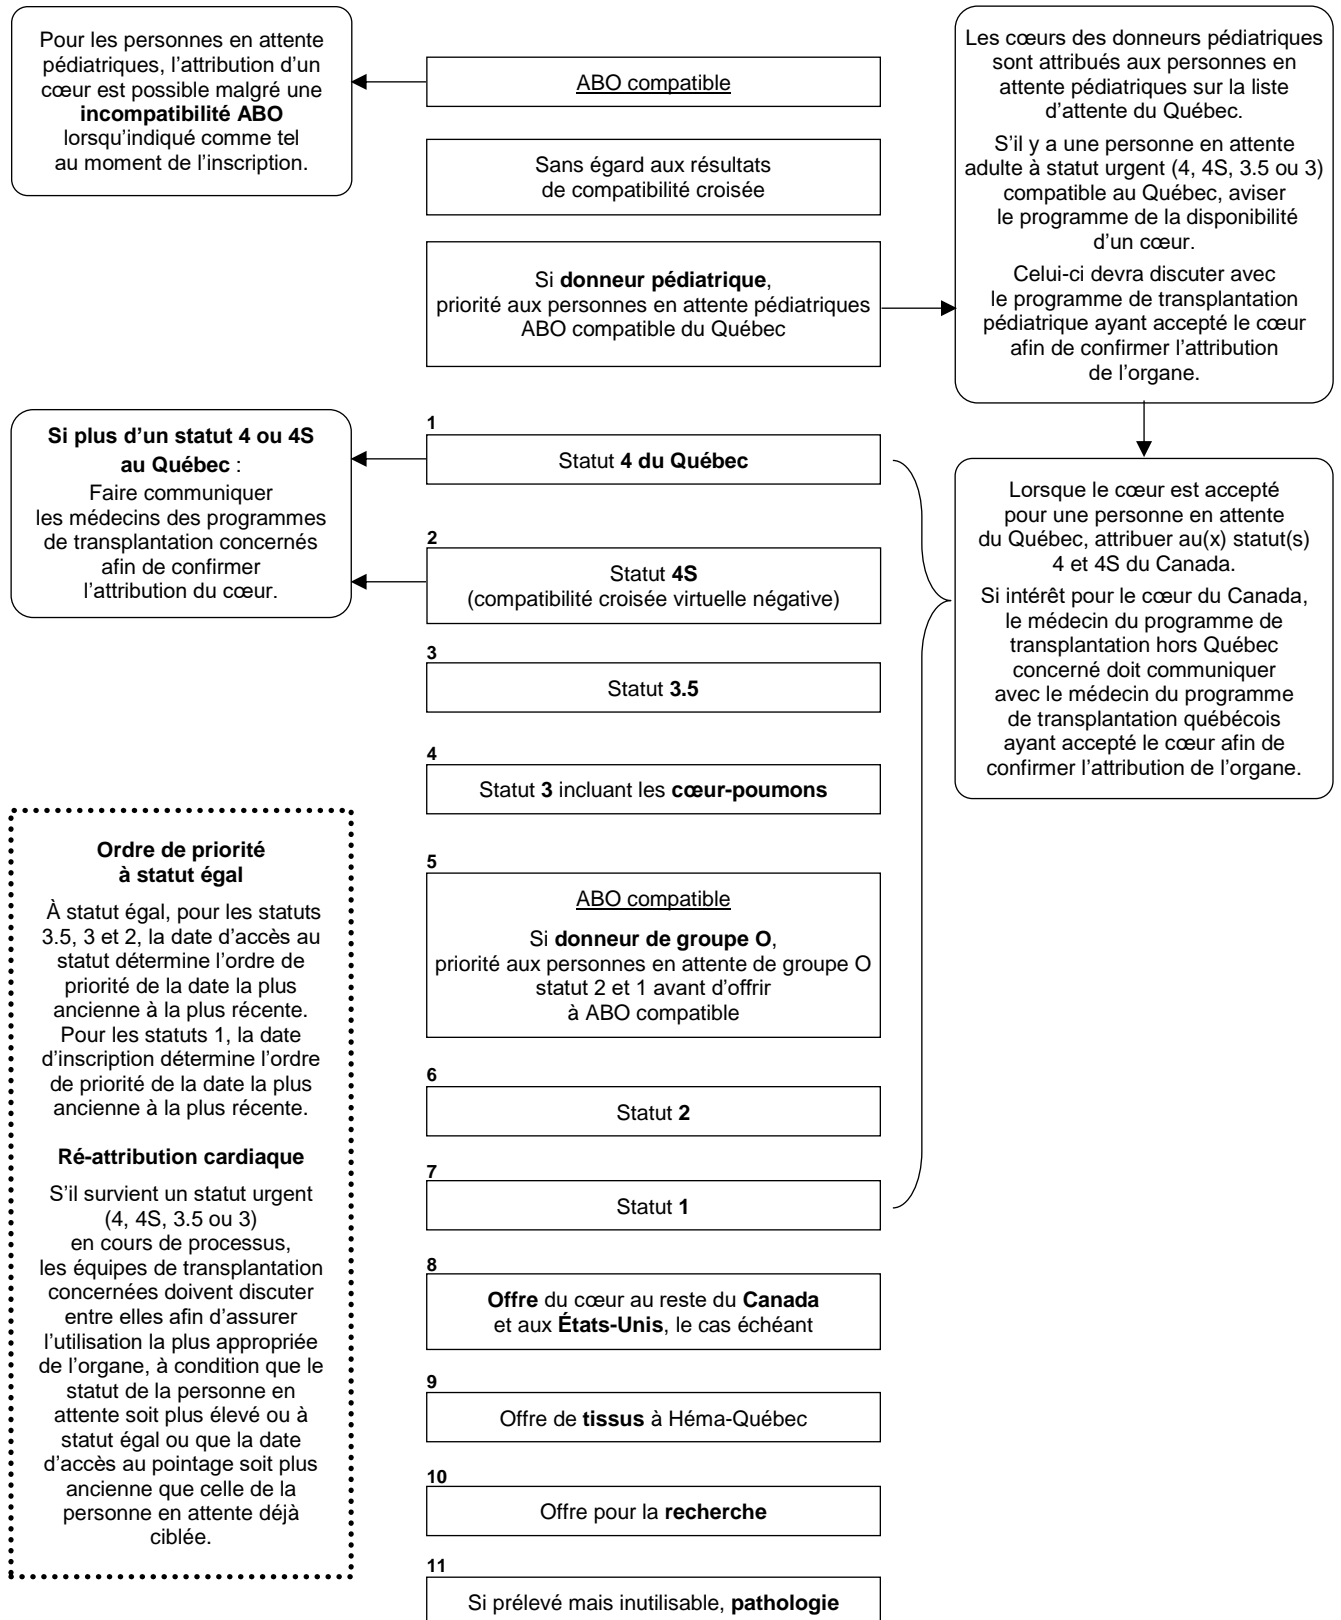 Pour les personnes en attente
pédiatriques, l’attribution d’un
cœur est possible malgré une
incompatibilité ABO
lorsqu’indiqué comme tel
au moment de l’inscription.
ABO compatible
Sans égard aux résultats
de compatibilité croisée
Si donneur pédiatrique,
priorité aux personnes en attente pédiatriques
ABO compatible du Québec
Les cœurs des donneurs pédiatriques
sont attribués aux personnes en
attente pédiatriques sur la liste
d’attente du Québec.
S’il y a une personne en attente
adulte à statut urgent (4, 4S, 3.5 ou 3)
compatible au Québec, aviser
le programme de la disponibilité
d’un cœur.
Celui-ci devra discuter avec
le programme de transplantation
pédiatrique ayant accepté le cœur
afin de confirmer l’attribution
de l’organe.
Si plus d’un statut 4 ou 4S
au Québec :
Faire communiquer
les médecins des programmes
de transplantation concernés
afin de confirmer
l’attribution du cœur.
1
Statut 4 du Québec
2
Statut 4S
(compatibilité croisée virtuelle négative)
3
Statut 3.5
4
Statut 3 incluant les cœur-poumons
5
ABO compatible
Si donneur de groupe O,
priorité aux personnes en attente de groupe O
statut 2 et 1 avant d’offrir
à ABO compatible
6
Statut 2
7
Statut 1
8
Offre du cœur au reste du Canada
et aux États-Unis, le cas échéant
9
Offre de tissus à Héma-Québec
10
Offre pour la recherche
11
Si prélevé mais inutilisable, pathologie
Lorsque le cœur est accepté
pour une personne en attente
du Québec, attribuer au(x) statut(s)
4 et 4S du Canada.
Si intérêt pour le cœur du Canada,
le médecin du programme de
transplantation hors Québec
concerné doit communiquer
avec le médecin du programme
de transplantation québécois
ayant accepté le cœur afin de
confirmer l’attribution de l’organe.
Ordre de priorité
à statut égal
À statut égal, pour les statuts
3.5, 3 et 2, la date d’accès au
statut détermine l’ordre de
priorité de la date la plus
ancienne à la plus récente.
Pour les statuts 1, la date
d’inscription détermine l’ordre
de priorité de la date la plus
ancienne à la plus récente.
Ré-attribution cardiaque
S’il survient un statut urgent
(4, 4S, 3.5 ou 3)
en cours de processus,
les équipes de transplantation
concernées doivent discuter
entre elles afin d’assurer
l’utilisation la plus appropriée
de l’organe, à condition que le
statut de la personne en
attente soit plus élevé ou à
statut égal ou que la date
d’accès au pointage soit plus
ancienne que celle de la
personne en attente déjà
ciblée.